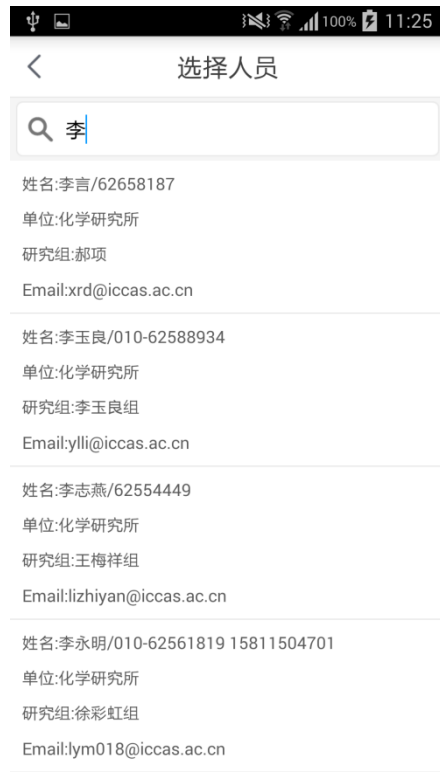 100% 11:25
选择人员
李
姓名:李言/62658187
单位:化学研究所
研究组:郝项
Email:xrd@iccas.ac.cn
姓名:李玉良/010-62588934
单位:化学研究所
研究组:李玉良组
Email:ylli@iccas.ac.cn
姓名:李志燕/62554449
单位:化学研究所
研究组:王梅祥组
Email:lizhiyan@iccas.ac.cn
姓名:李永明/010-62561819 15811504701
单位:化学研究所
研究组:徐彩虹组
Email:lym018@iccas.ac.cn